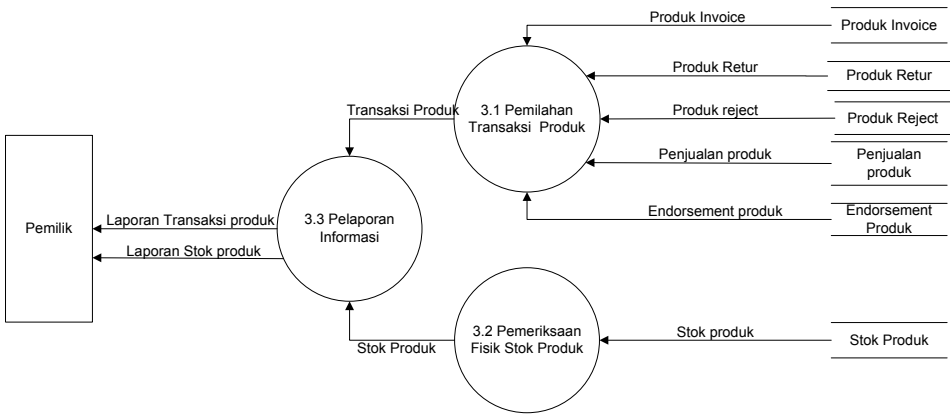 Produk Invoice
Produk Invoice
Produk Retur
Produk Retur
Transaksi Produk
3.1 Pemilahan
Transaksi Produk
Produk reject
Produk Reject
Penjualan produk
Penjualan
produk
Endorsement produk
Endorsement
Produk
Pemilik
Laporan Transaksi produk
Laporan Stok produk
3.3 Pelaporan
Informasi
Stok Produk
3.2 Pemeriksaan
Fisik Stok Produk
Stok produk
Stok Produk